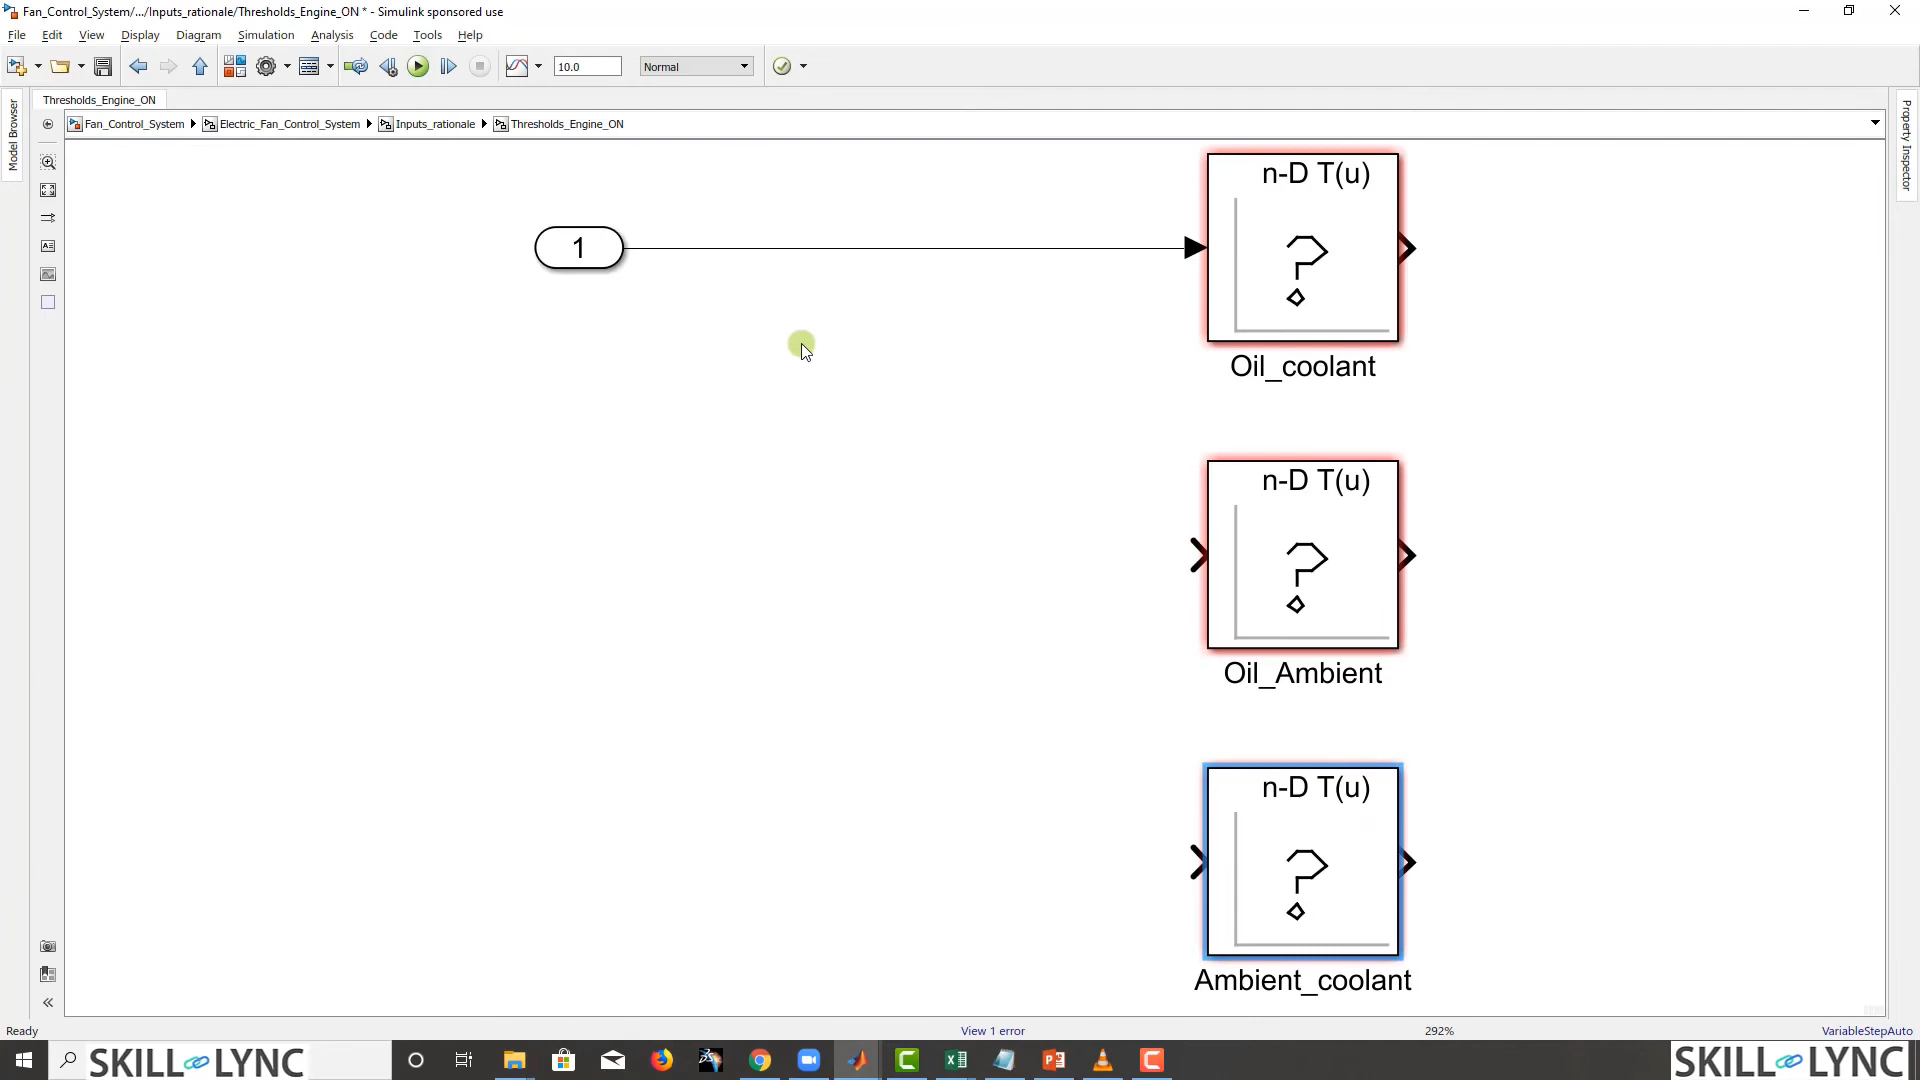 Fan_Control_System/.../Inputs_rationale/Thresholds_Engine_ON * - Simulink sponsored use
File Edit View Display Diagram Simulation Analysis Code Tools Help
10.0 Normal
Thresholds_Engine_ON
Fan_Control_System Electric_Fan_Control_System Inputs_rationale Thresholds_Engine_ON
Model Browser
Property Inspector
n-D T(u)
1
Oil_coolant
n-D T(u)
Oil_Ambient
n-D T(u)
Ambient_coolant
Ready View 1 error 292% VariableStepAuto
SKILL LYNC
SKILL LYNC